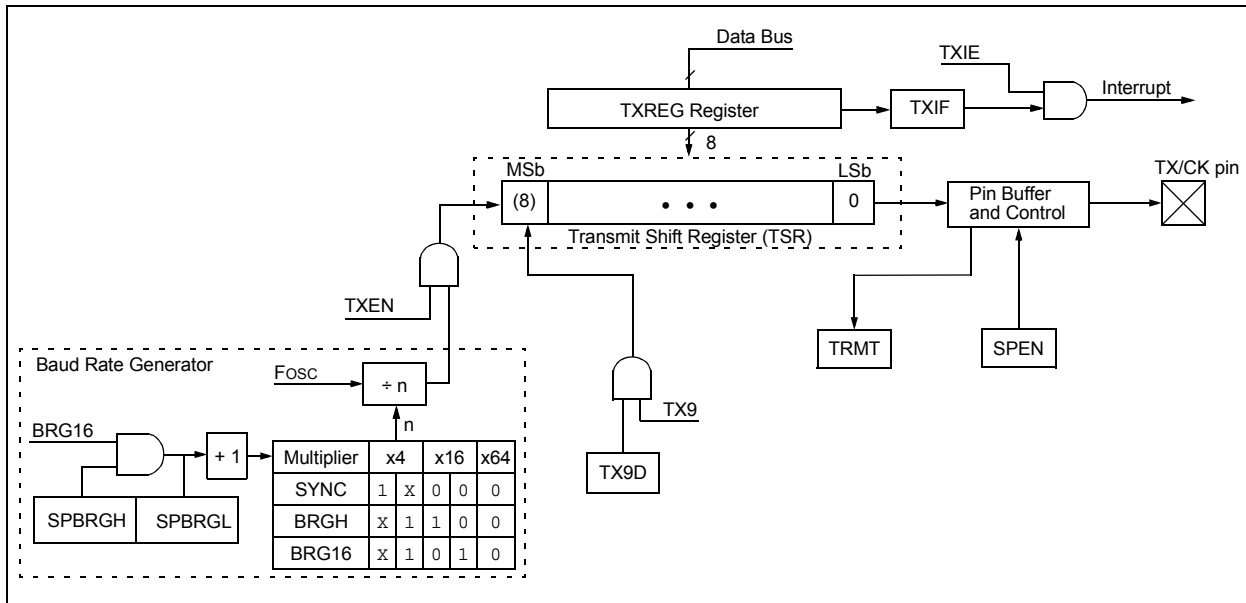 Data Bus
TXIE
Interrupt
TXREG Register
TXIF
8
MSb
LSb
TX/CK pin
(8)
• • •
0
Pin Buffer
and Control
Transmit Shift Register (TSR)
TXEN
TRMT
SPEN
Baud Rate Generator
FOSC
÷ n
n
TX9
BRG16
+ 1
TX9D
Multiplier x4 x16 x64
SYNC 1 X 0 0 0
BRGH X 1 1 0 0
BRG16 X 1 0 1 0
SPBRGH SPBRGL